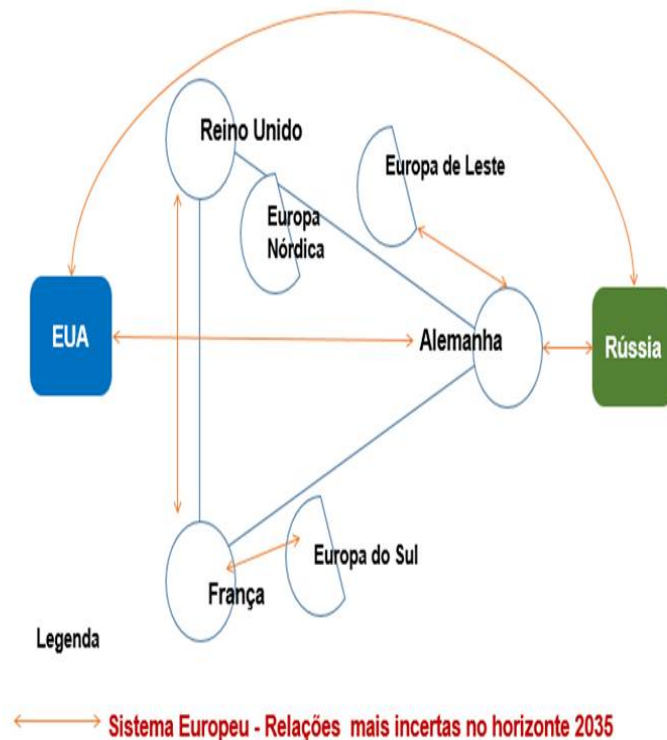 Reino Unido
Europa de Leste
Europa
Nórdica
EUA
Alemanha
Rússia
Europa do Sul
França
Legenda
Sistema Europeu - Relações mais incertas no horizonte 2035